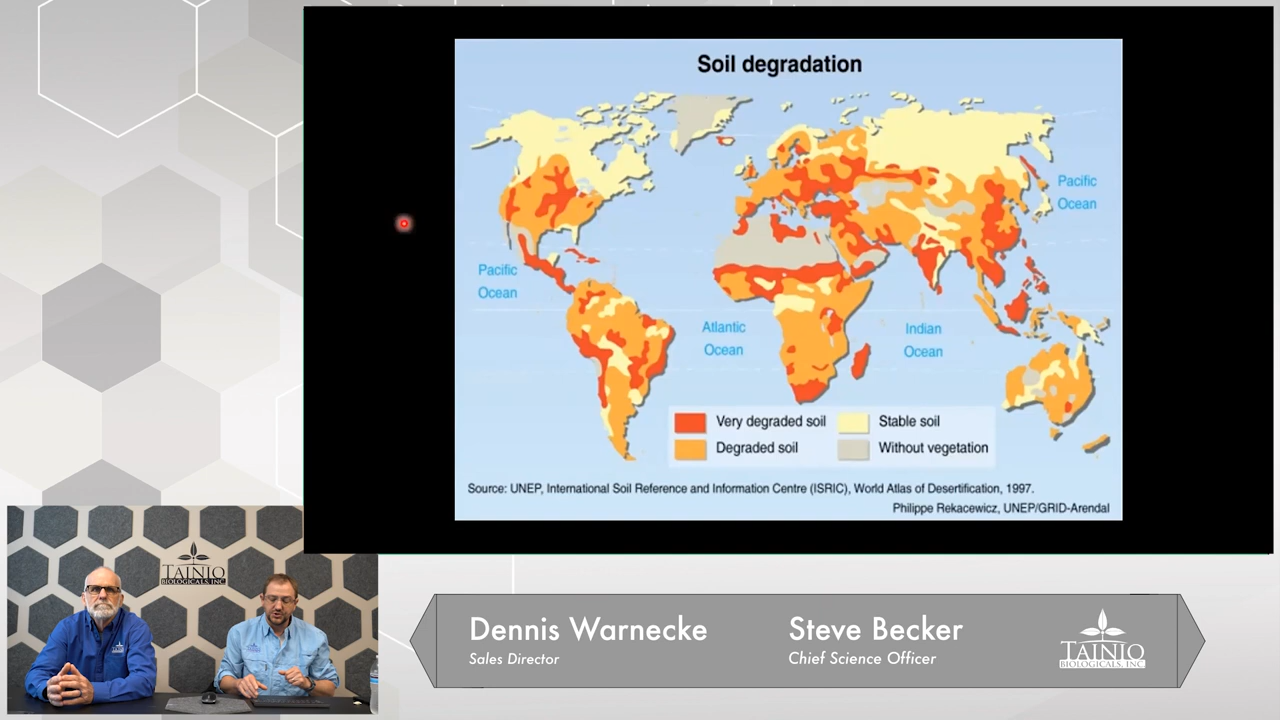 Soil degradation
Pacific
Ocean
Pacific
Ocean
Atlantic
Ocean
Indian
Ocean
Very degraded soil
Stable soil
Degraded soil
Without vegetation
Source: UNEP, International Soil Reference and Information Centre (ISRIC), World Atlas of Desertification, 1997.
Philippe Rekacewicz, UNEP/GRID-Arendal
TAINIO
BIOLOGICALS, INC
Dennis Warnecke
Sales Director
Steve Becker
Chief Science Officer
TAINIO
BIOLOGICALS, INC